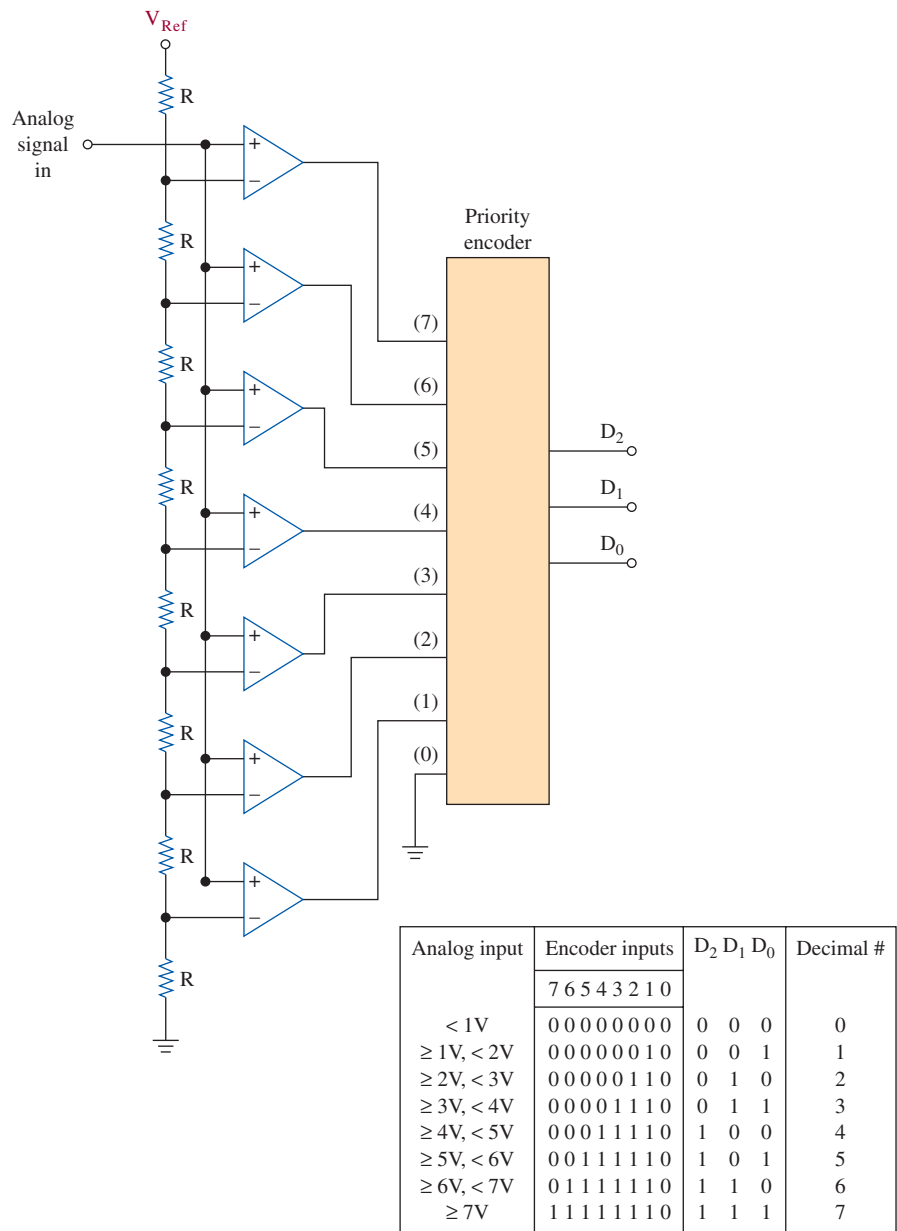 V_Ref
R
Analog
signal
in
+
−
R
Priority
encoder
+
−
(7)
R
(6)
+
−
(5)
D₂
R
(4)
D₁
+
−
(3)
D₀
R
(2)
+
−
(1)
R
(0)
+
−
R
+
−
R
Analog input | Encoder inputs | D₂ D₁ D₀ | Decimal #
7 6 5 4 3 2 1 0
< 1V | 0 0 0 0 0 0 0 0 | 0 0 0 | 0
≥ 1V, < 2V | 0 0 0 0 0 0 1 0 | 0 0 1 | 1
≥ 2V, < 3V | 0 0 0 0 0 1 1 0 | 0 1 0 | 2
≥ 3V, < 4V | 0 0 0 0 1 1 1 0 | 0 1 1 | 3
≥ 4V, < 5V | 0 0 0 1 1 1 1 0 | 1 0 0 | 4
≥ 5V, < 6V | 0 0 1 1 1 1 1 0 | 1 0 1 | 5
≥ 6V, < 7V | 0 1 1 1 1 1 1 0 | 1 1 0 | 6
≥ 7V | 1 1 1 1 1 1 1 0 | 1 1 1 | 7